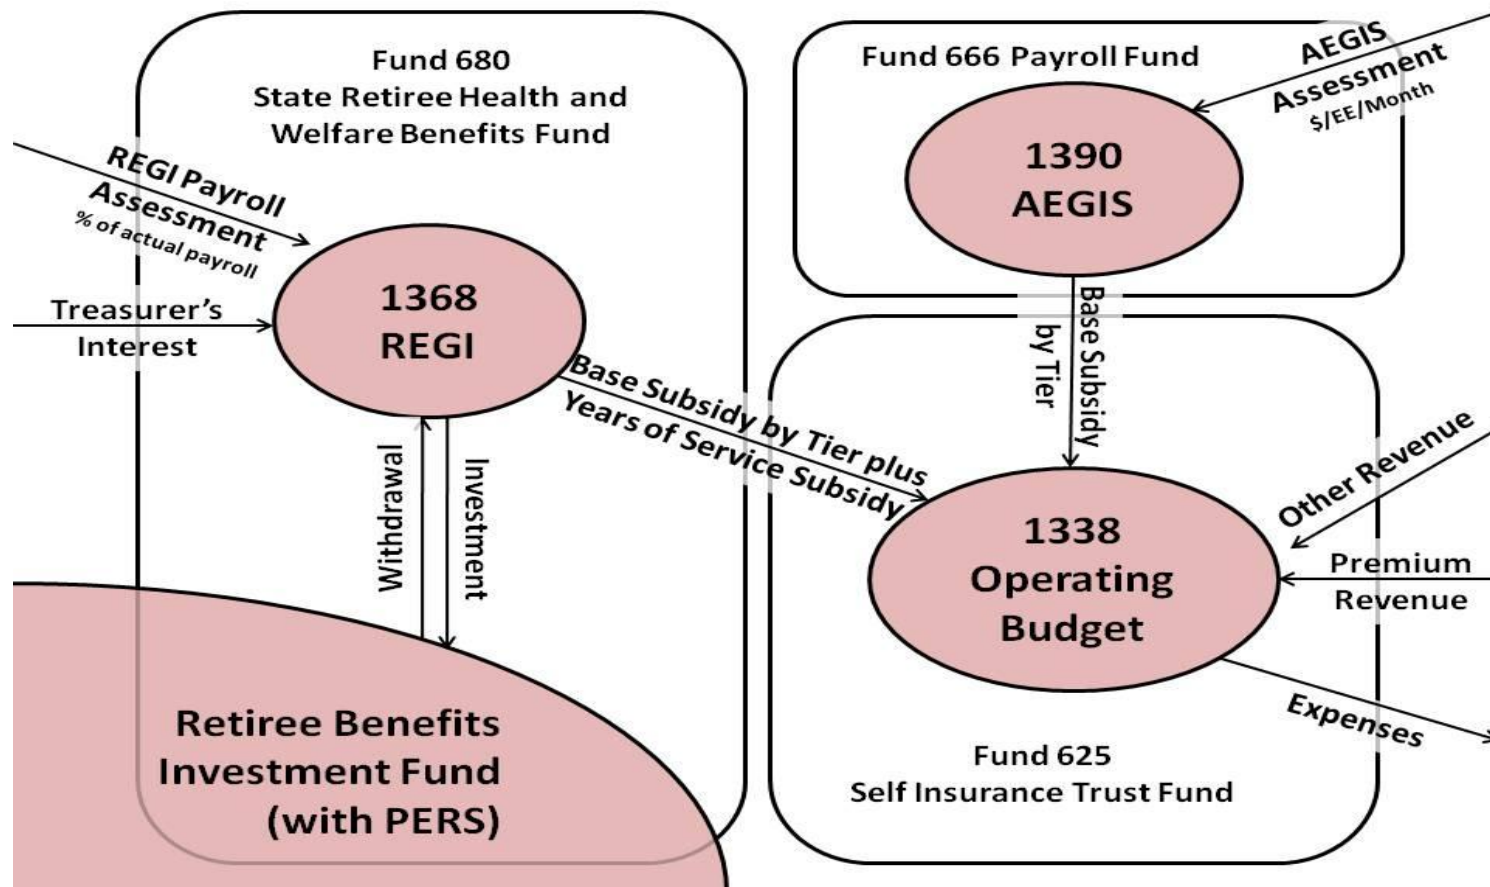 Fund 680
State Retiree Health and
Welfare Benefits Fund
REGI Payroll
Assessment
% of actual payroll
Treasurer's
Interest
1368
REGI
Withdrawal
Investment
Retiree Benefits
Investment Fund
(with PERS)
Base Subsidy by Tier plus
Years of Service Subsidy
Fund 666 Payroll Fund
AEGIS
Assessment
$/EE/Month
1390
AEGIS
Base Subsidy
by Tier
1338
Operating
Budget
Other Revenue
Premium
Revenue
Expenses
Fund 625
Self Insurance Trust Fund